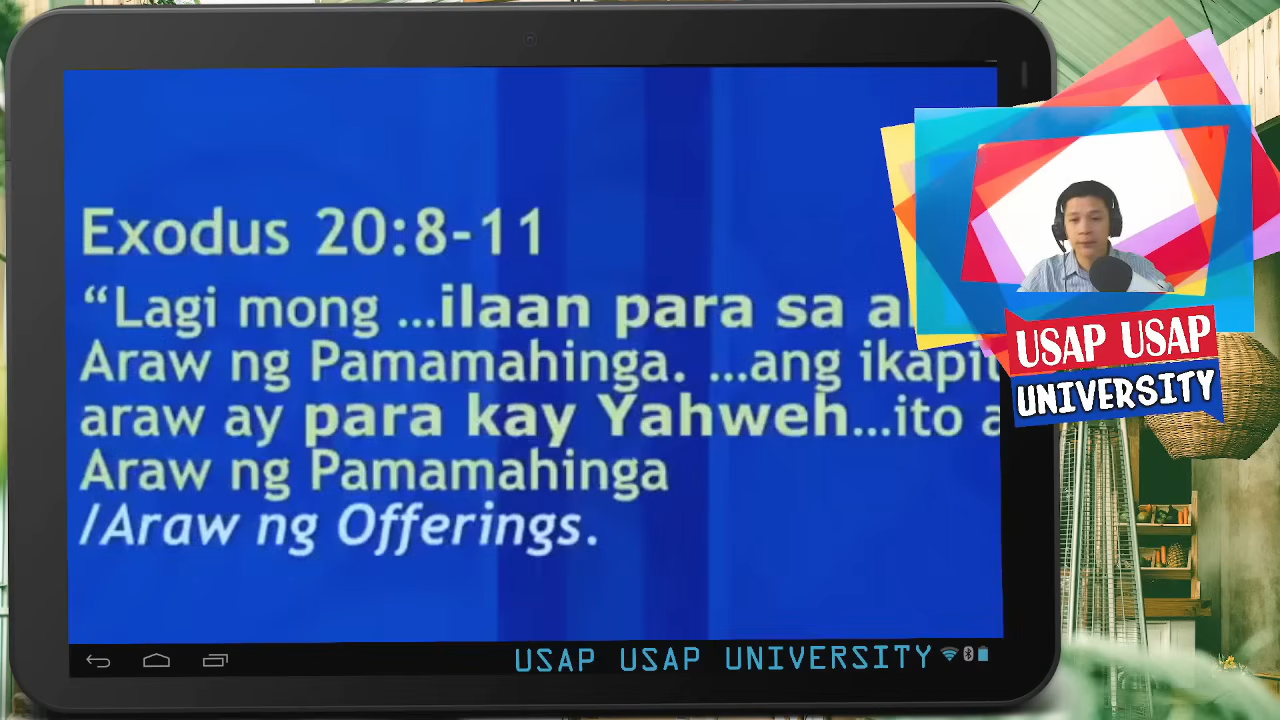 Exodus 20:8-11
“Lagi mong ...ilaan para sa
Araw ng Pamamahinga. ...ang
araw ay para kay Yahweh...ito
Araw ng Pamamahinga
/Araw ng Offerings.
USAP USAP UNIVERSITY
USAP USAP
UNIVERSITY